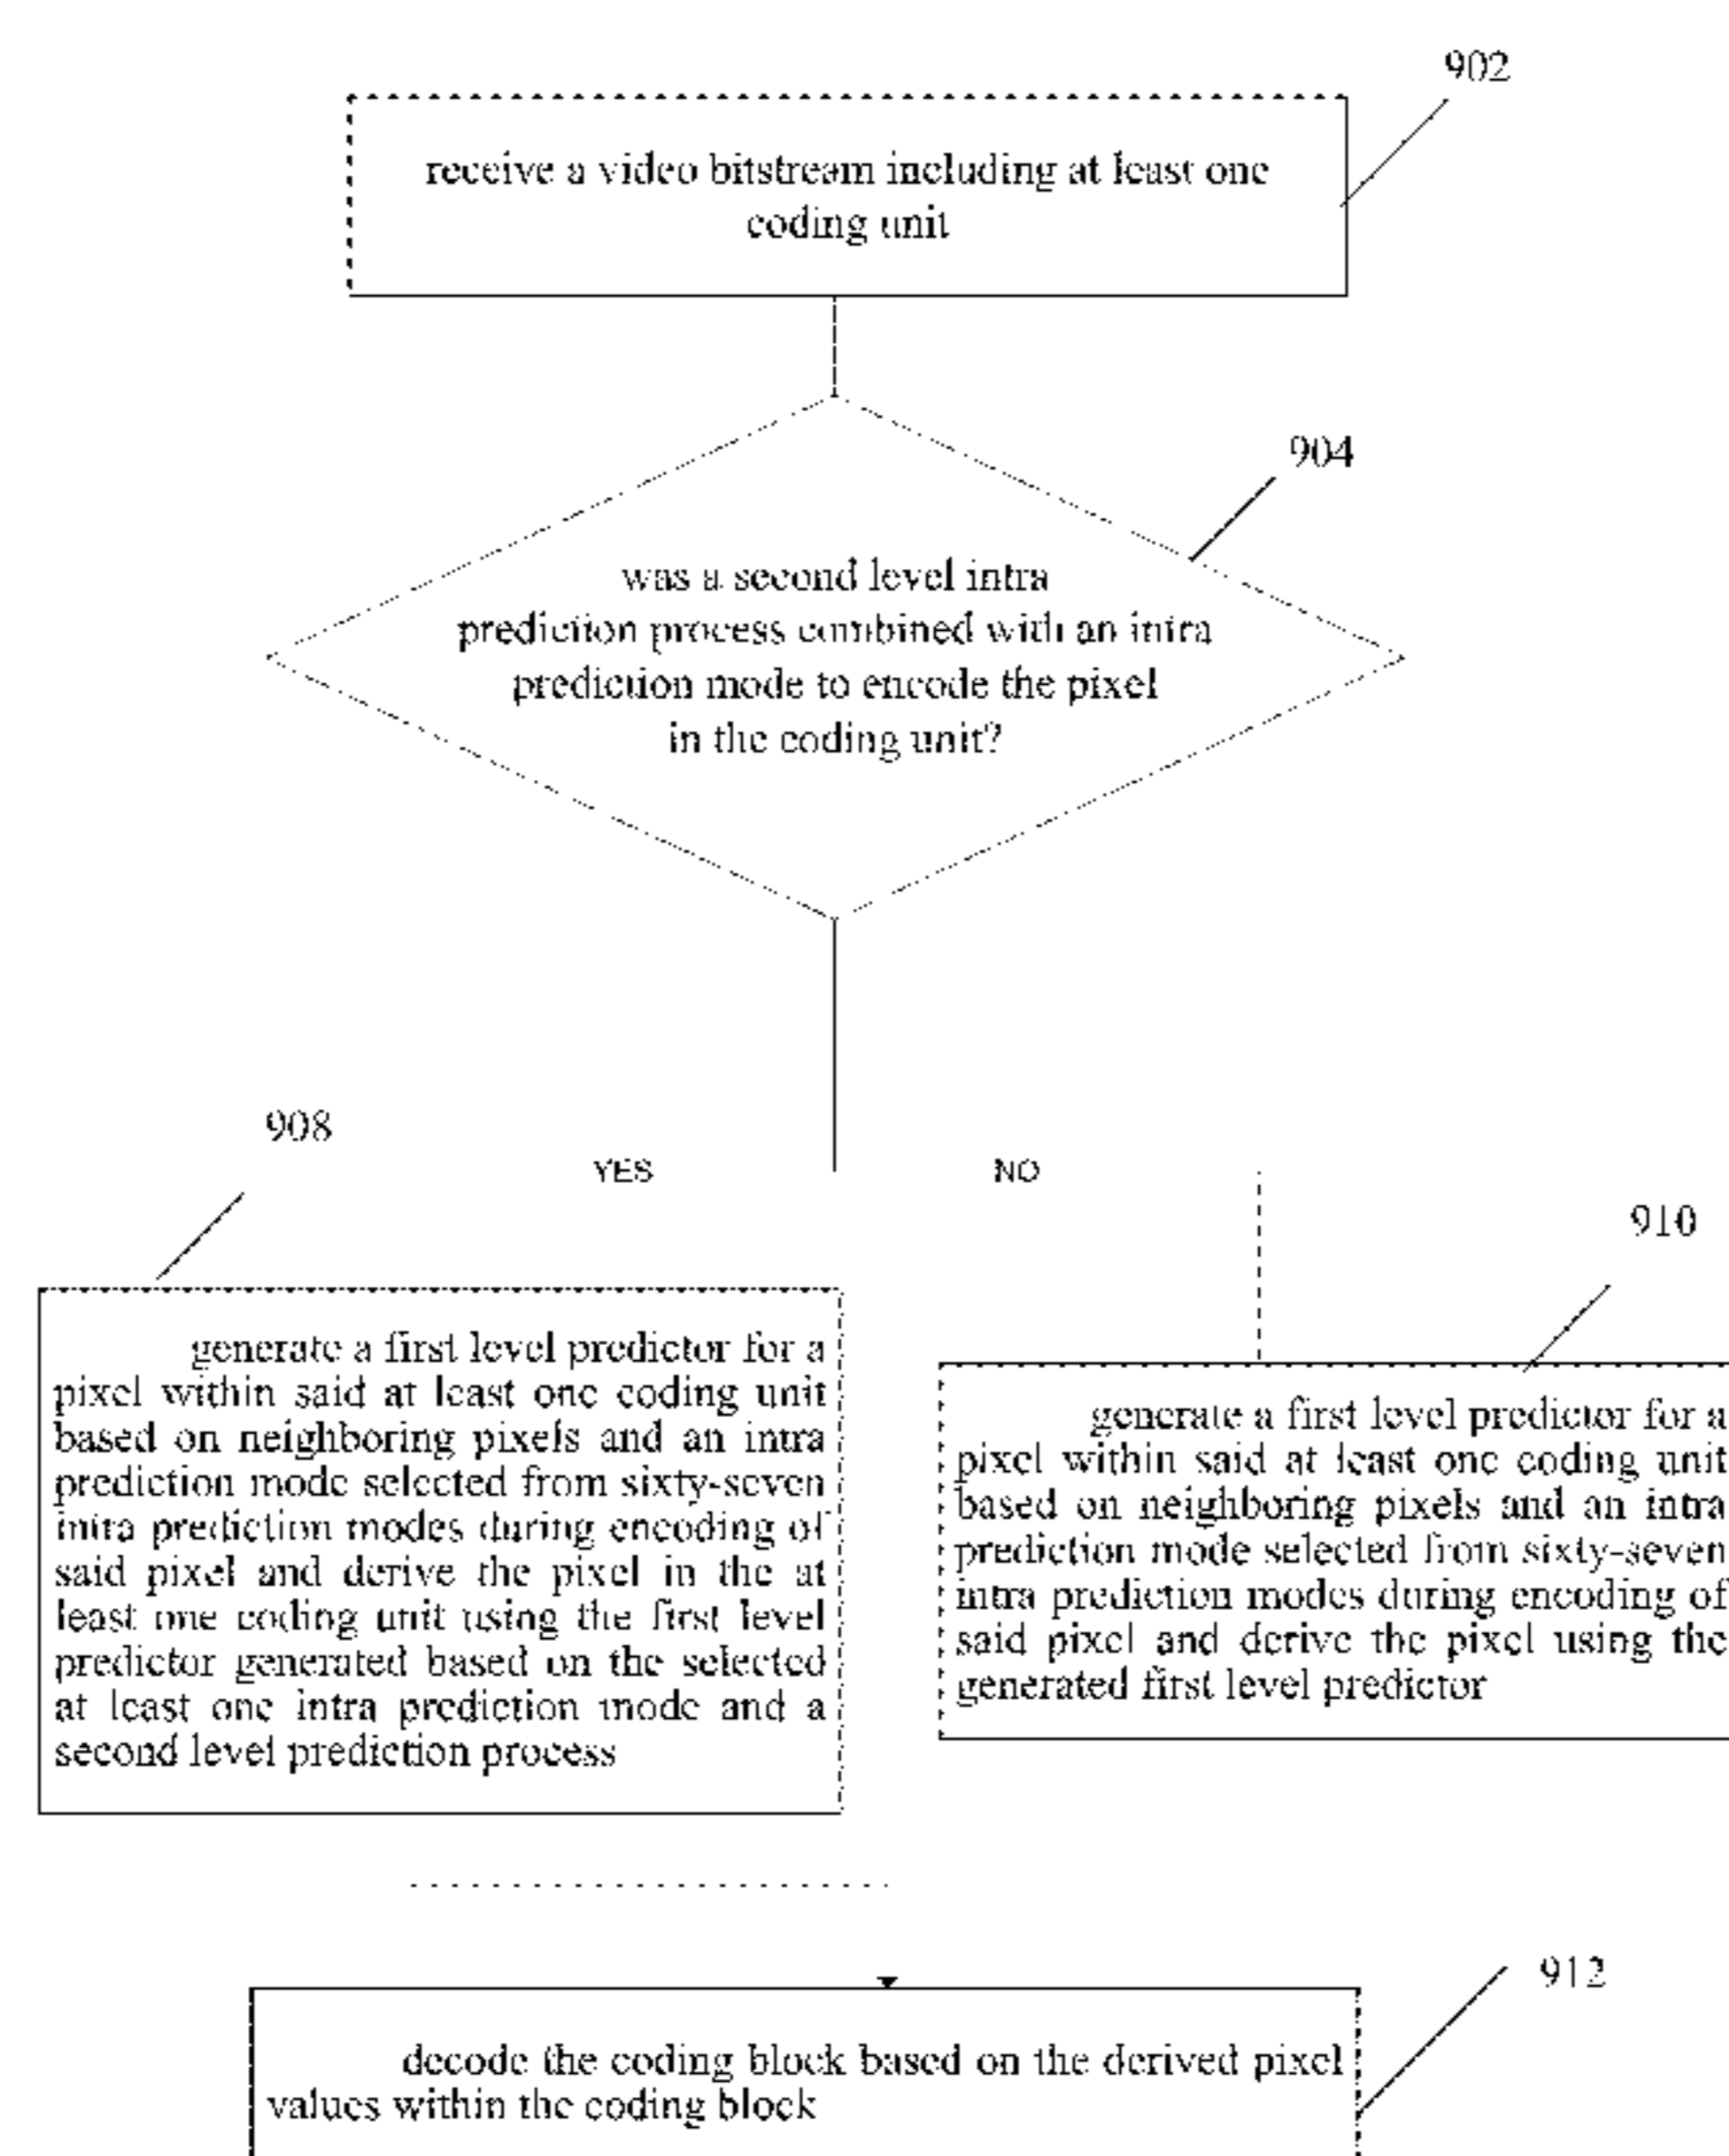 902
receive a video bitstream including at least one
coding unit
904
was a second level intra
prediction process combined with an intra
prediction mode to encode the pixel
in the coding unit?
908
YES
NO
910
generate a first level predictor for a
pixel within said at least one coding unit
based on neighboring pixels and an intra
prediction mode selected from sixty-seven
intra prediction modes during encoding of
said pixel and derive the pixel in the at
least one coding unit using the first level
predictor generated based on the selected
at least one intra prediction mode and a
second level prediction process
generate a first level predictor for a
pixel within said at least one coding unit
based on neighboring pixels and an intra
prediction mode selected from sixty-seven
intra prediction modes during encoding of
said pixel and derive the pixel using the
generated first level predictor
912
decode the coding block based on the derived pixel
values within the coding block